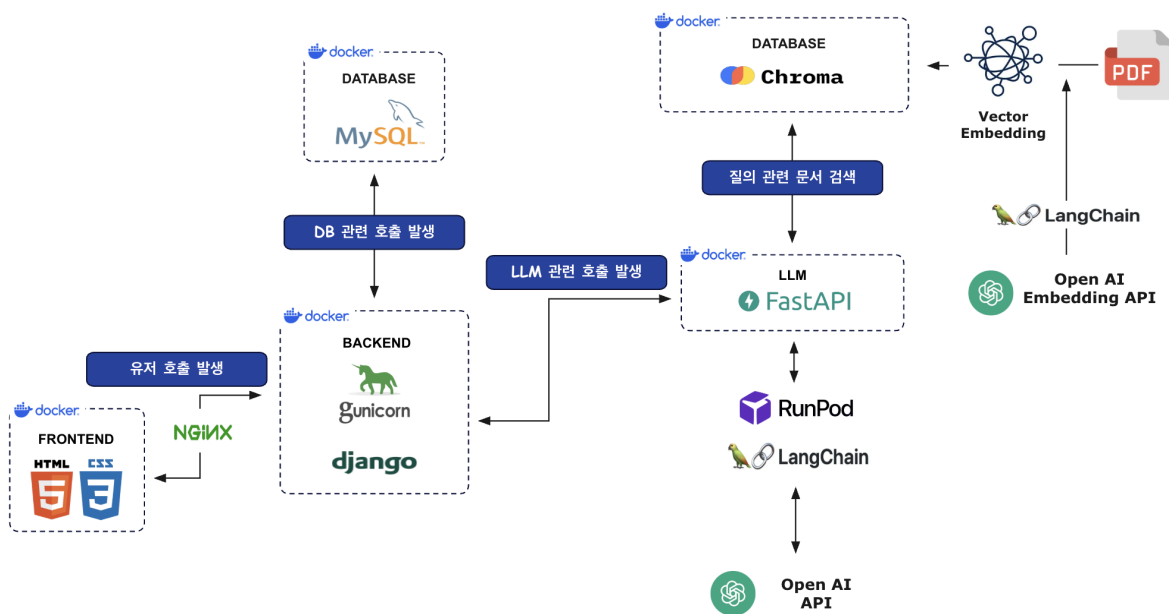 docker
DATABASE
MySQL
DB 관련 호출 발생
docker
BACKEND
gunicorn
django
유저 호출 발생
NGINX
docker
FRONTEND
HTML
5
CSS
3
LLM 관련 호출 발생
docker
DATABASE
Chroma
질의 관련 문서 검색
docker
LLM
FastAPI
RunPod
LangChain
Open AI
API
Vector
Embedding
PDF
LangChain
Open AI
Embedding API